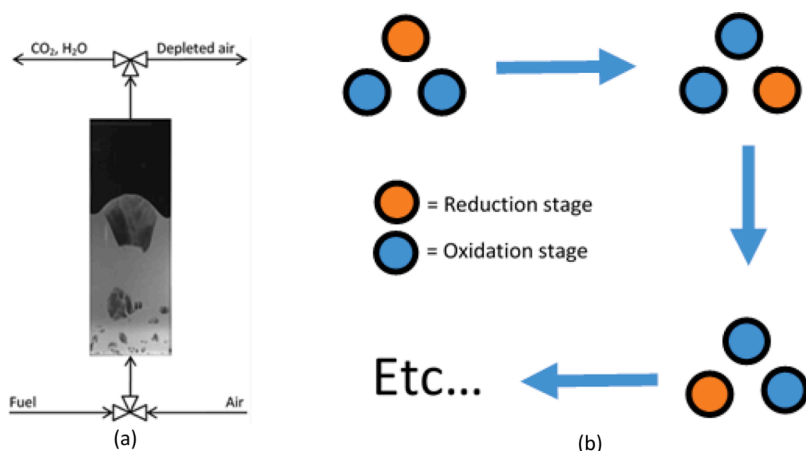 CO₂, H₂O
Depleted air
Fuel
Air
(a)
= Reduction stage
= Oxidation stage
Etc...
(b)